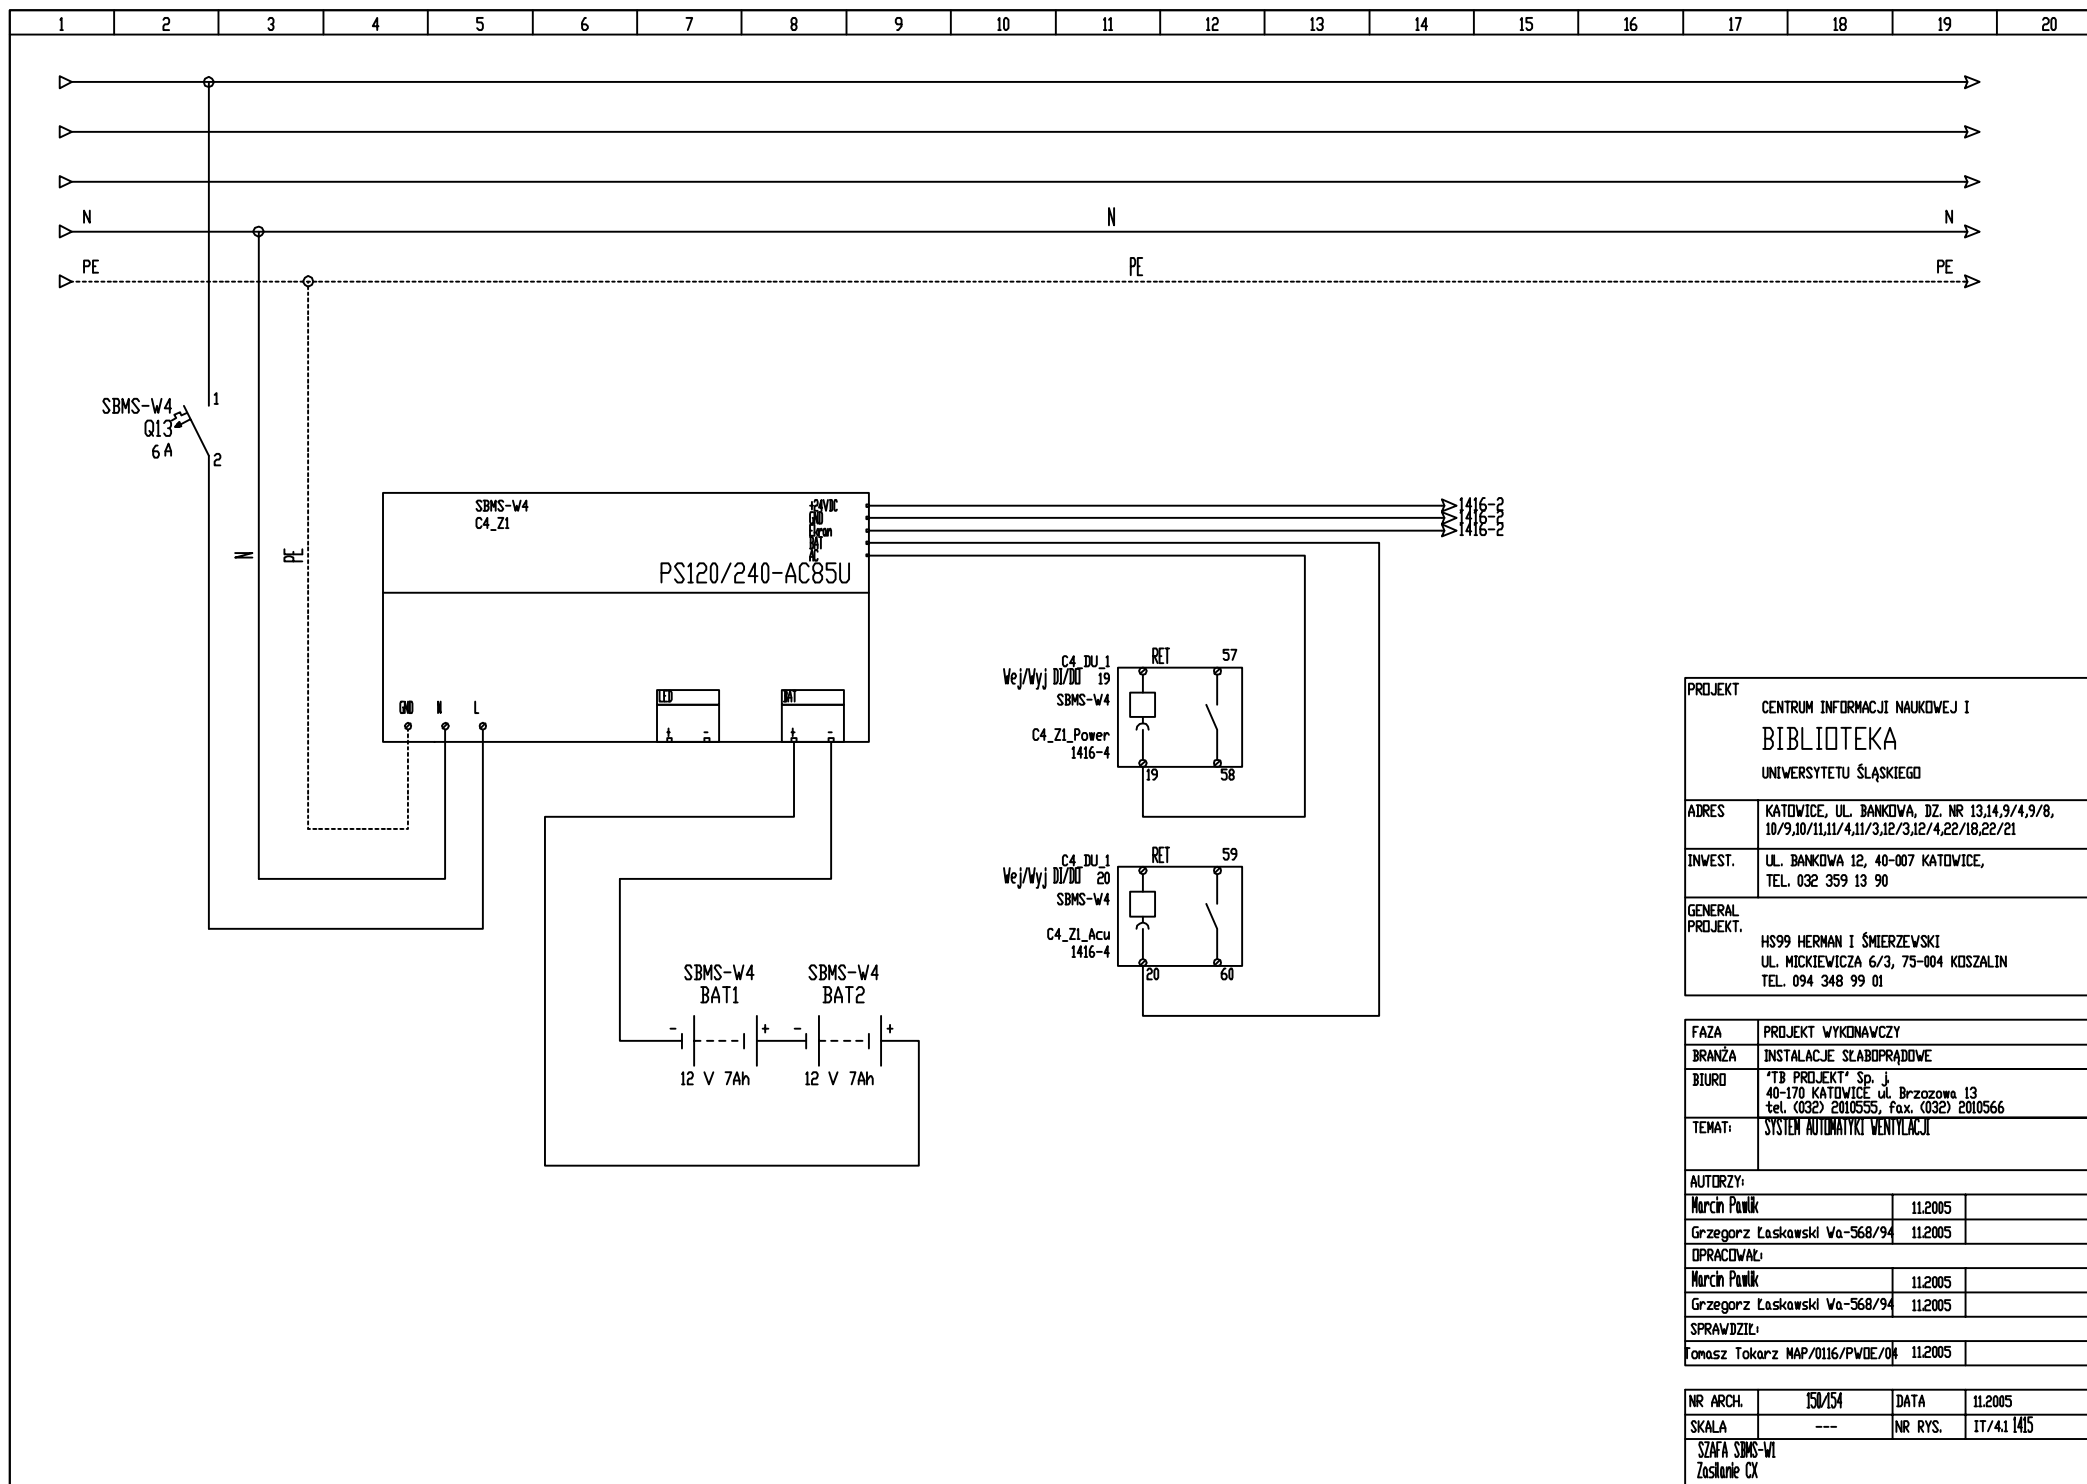 1 2 3 4 5 6 7 8 9 10 11 12 13 14 15 16 17 18 19 20
N N N
PE PE PE
SBMS-W4
Q13
6 A
1
2
N
PE
SBMS-W4
C4_Z1
+24VDC
GND
Ekran
BAT
AC
PS120/240-AC85U
GND N L
LED
+ -
BAT
+ -
1416-2
1416-2
1416-2
C4_DU_1
Wej/Wyj DI/DO 19
SBMS-W4
C4_Z1_Power
1416-4
RET 57
19 58
C4_DU_1
Wej/Wyj DI/DO 20
SBMS-W4
C4_Z1_Acu
1416-4
RET 59
20 60
SBMS-W4
BAT1
- +
12 V 7Ah
SBMS-W4
BAT2
- +
12 V 7Ah
PROJEKT
CENTRUM INFORMACJI NAUKOWEJ I
BIBLIOTEKA
UNIWERSYTETU ŚLĄSKIEGO
ADRES KATOWICE, UL. BANKOWA, DZ. NR 13,14,9/4,9/8,
10/9,10/11,11/4,11/3,12/3,12/4,22/18,22/21
INWEST. UL. BANKOWA 12, 40-007 KATOWICE,
TEL. 032 359 13 90
GENERAL
PROJEKT.
HS99 HERMAN I ŚMIERZEWSKI
UL. MICKIEWICZA 6/3, 75-004 KOSZALIN
TEL. 094 348 99 01
FAZA PROJEKT WYKONAWCZY
BRANŻA INSTALACJE SŁABOPRĄDOWE
BIURO "TB PROJEKT" Sp. j.
40-170 KATOWICE ul. Brzozowa 13
tel. (032) 2010555, fax. (032) 2010566
TEMAT: SYSTEM AUTOMATYKI WENTYLACJI
AUTORZY:
Marcin Pawlik 11.2005
Grzegorz Łaskawski Wa-568/94 11.2005
OPRACOWAŁ:
Marcin Pawlik 11.2005
Grzegorz Łaskawski Wa-568/94 11.2005
SPRAWDZIŁ:
Tomasz Tokarz MAP/0116/PWOE/04 11.2005
NR ARCH. 150/154 DATA 11.2005
SKALA --- NR RYS. IT/4.1 1415
SZAFA SBMS-W1
Zasilanie CX